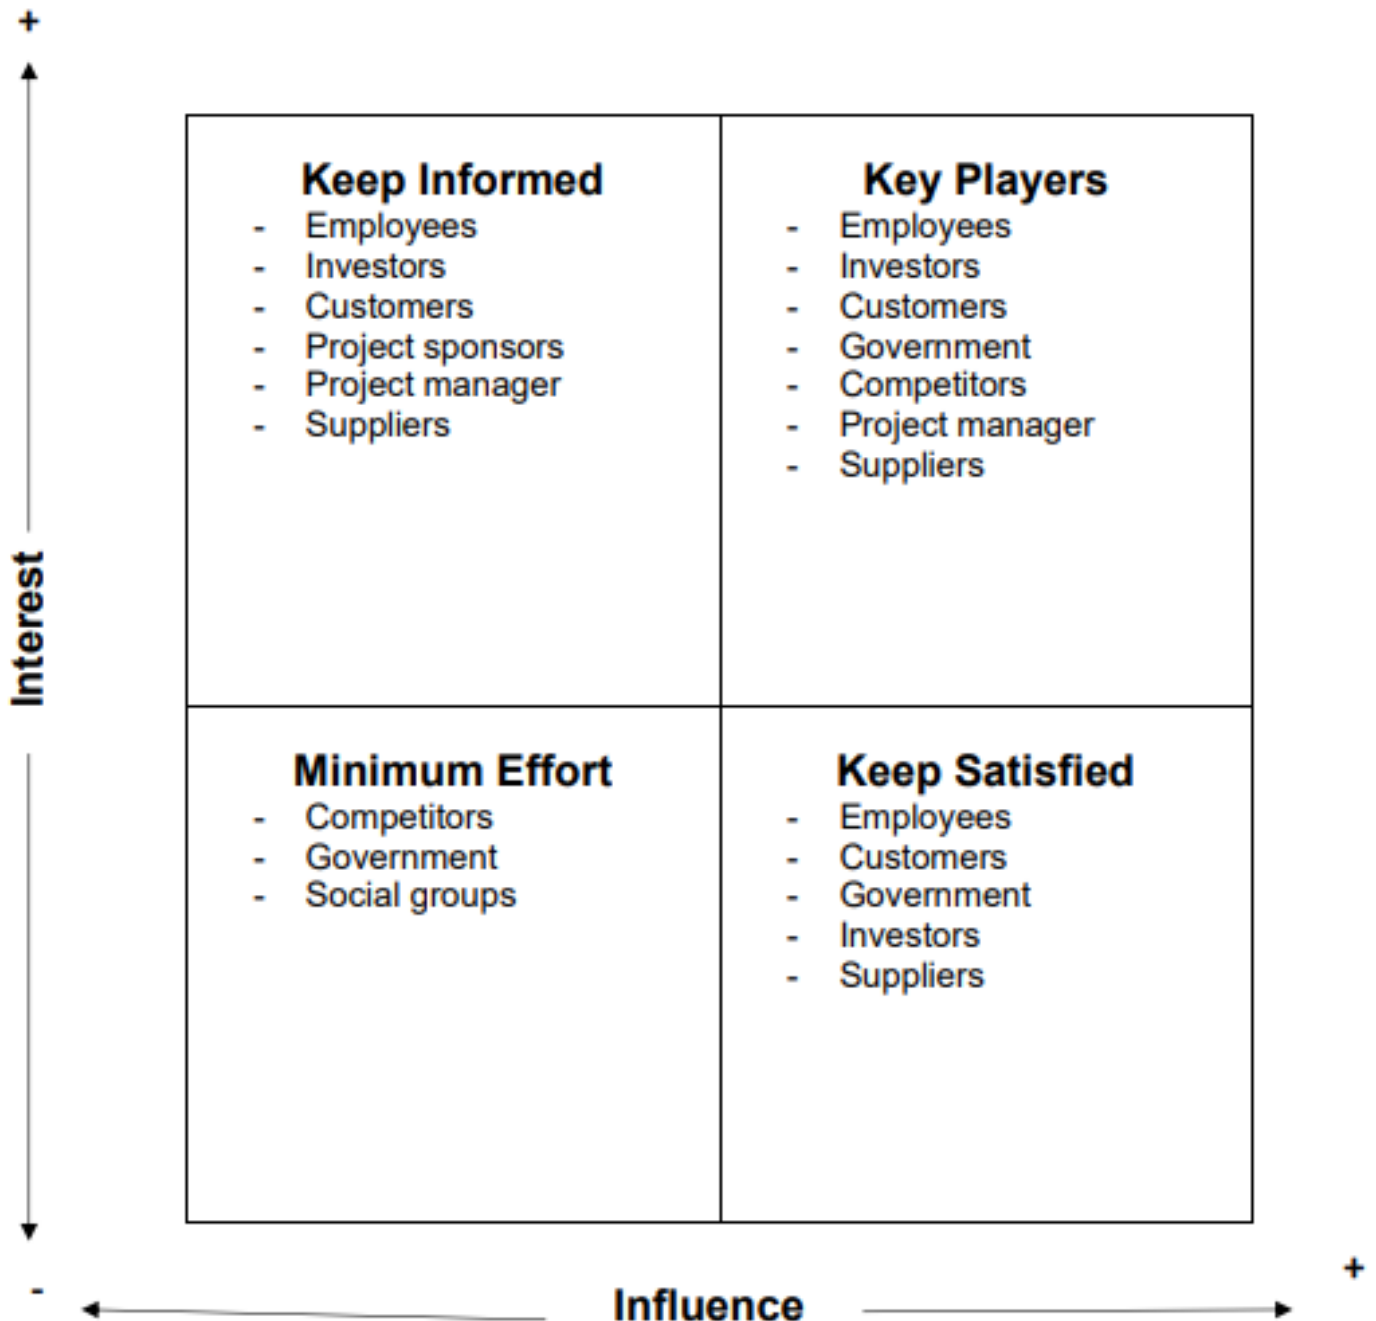 +
Interest
Keep Informed
- Employees
- Investors
- Customers
- Project sponsors
- Project manager
- Suppliers
Key Players
- Employees
- Investors
- Customers
- Government
- Competitors
- Project manager
- Suppliers
Minimum Effort
- Competitors
- Government
- Social groups
Keep Satisfied
- Employees
- Customers
- Government
- Investors
- Suppliers
-
Influence
+